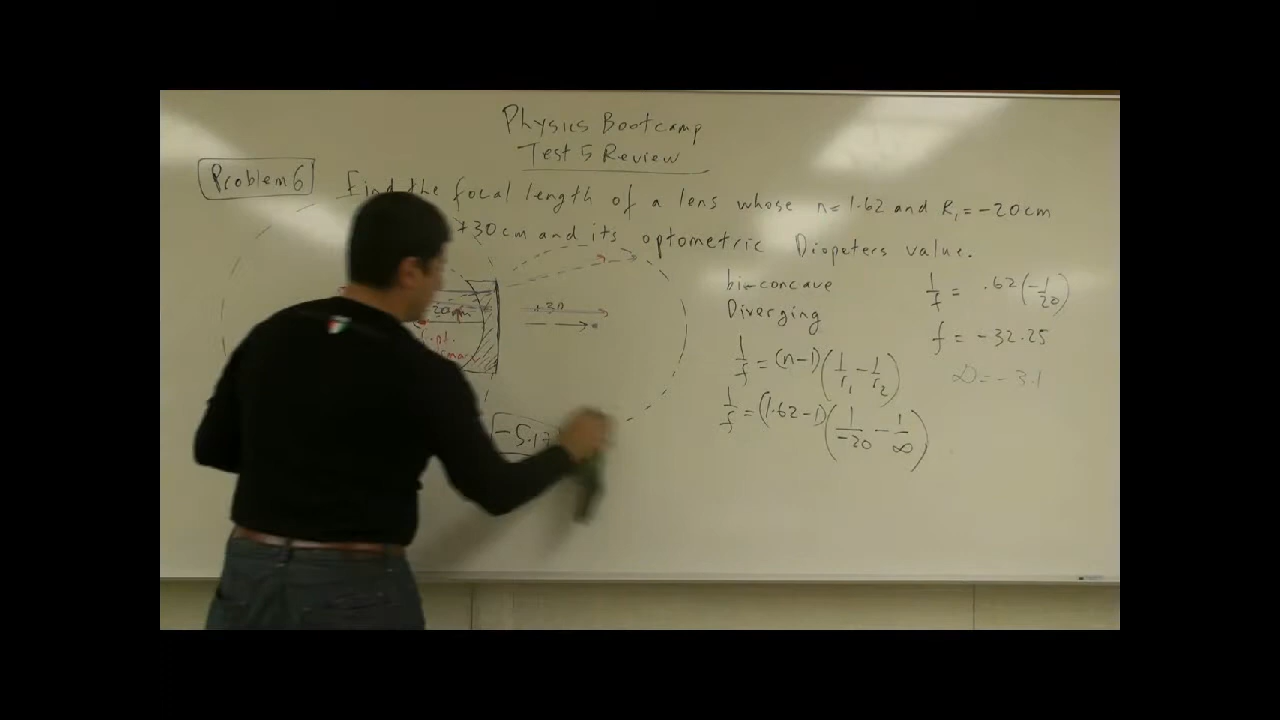 Physics Bootcamp
Test 5 Review
Problem 6
Find the focal length of a lens whose n=1.62 and R₁=-20cm
+30cm and its optometric Diopeters value.
+30
bi-concave
Diverging
1/f = (n-1)(1/r₁ - 1/r₂)
1/f = (1.62-1)(1/-20 - 1/∞)
1/f = .62(-1/20)
f = -32.25
D=-3.1